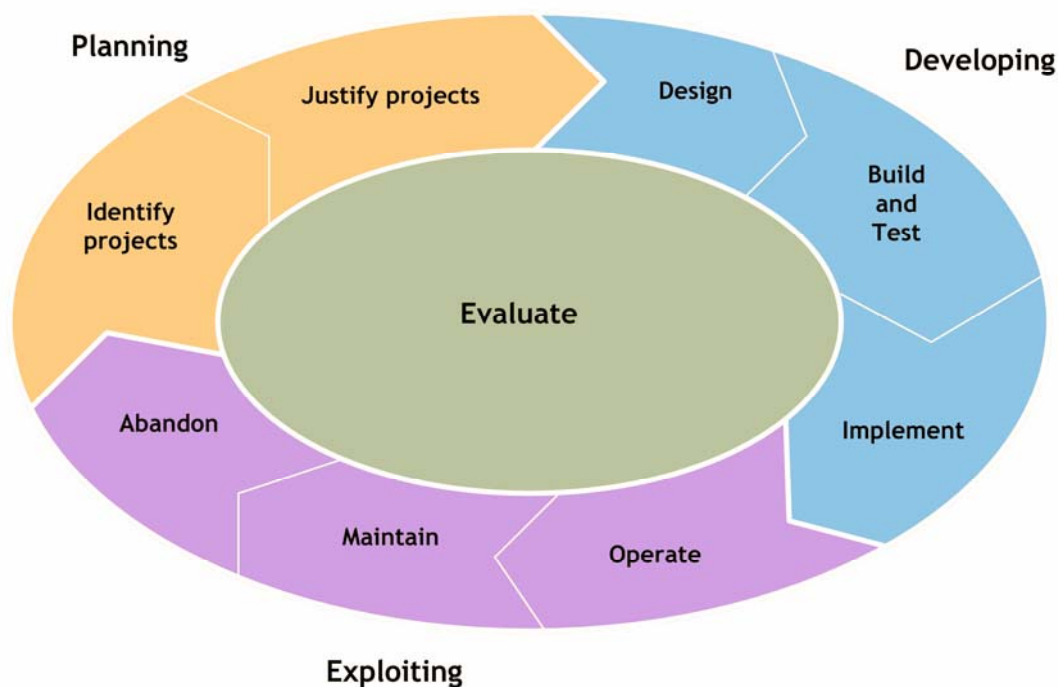 Planning
Developing
Justify projects
Design
Build
and
Test
Identify
projects
Evaluate
Abandon
Implement
Maintain
Operate
Exploiting